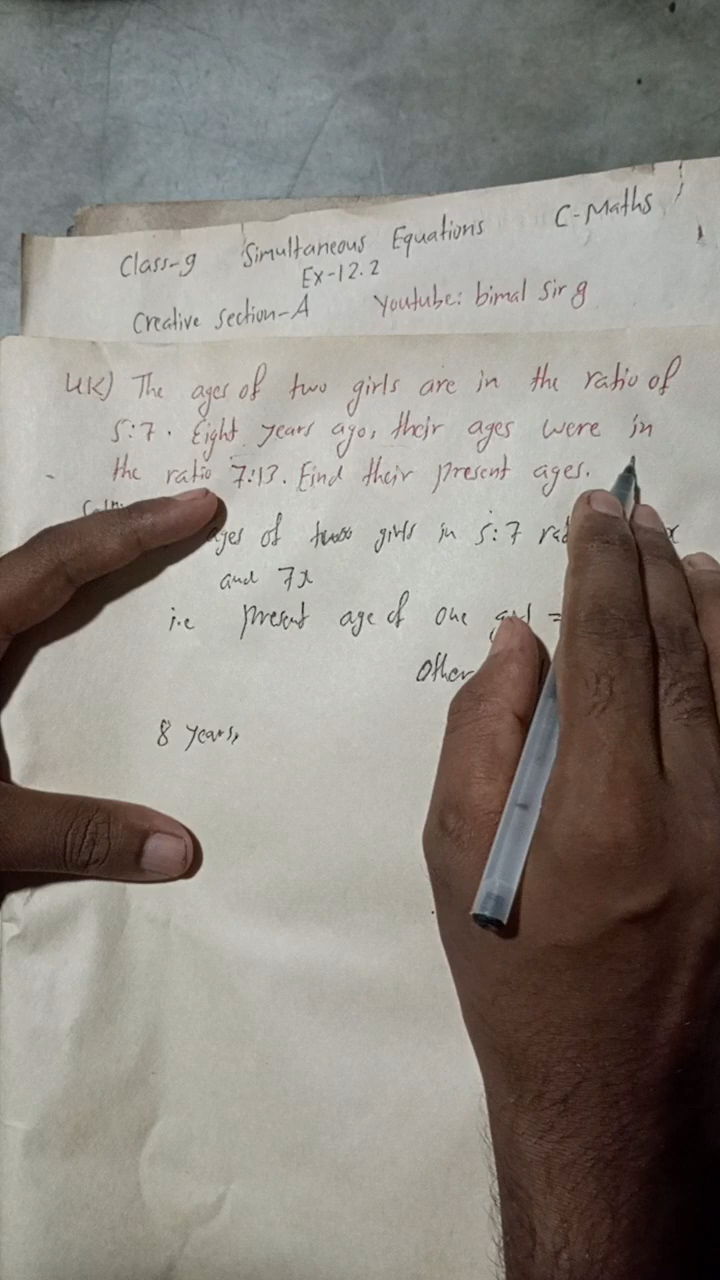 Class-9 Simultaneous Equations C-Maths
Ex-12.2
Creative Section-A Youtube: bimal Sir g
4K) The ages of two girls are in the ratio of
5:7. Eight years ago, their ages were in
the ratio 7:13. Find their present ages.
ages of two girls in 5:7 x
and 7x
i.e present age of one girl =
Other
8 years,